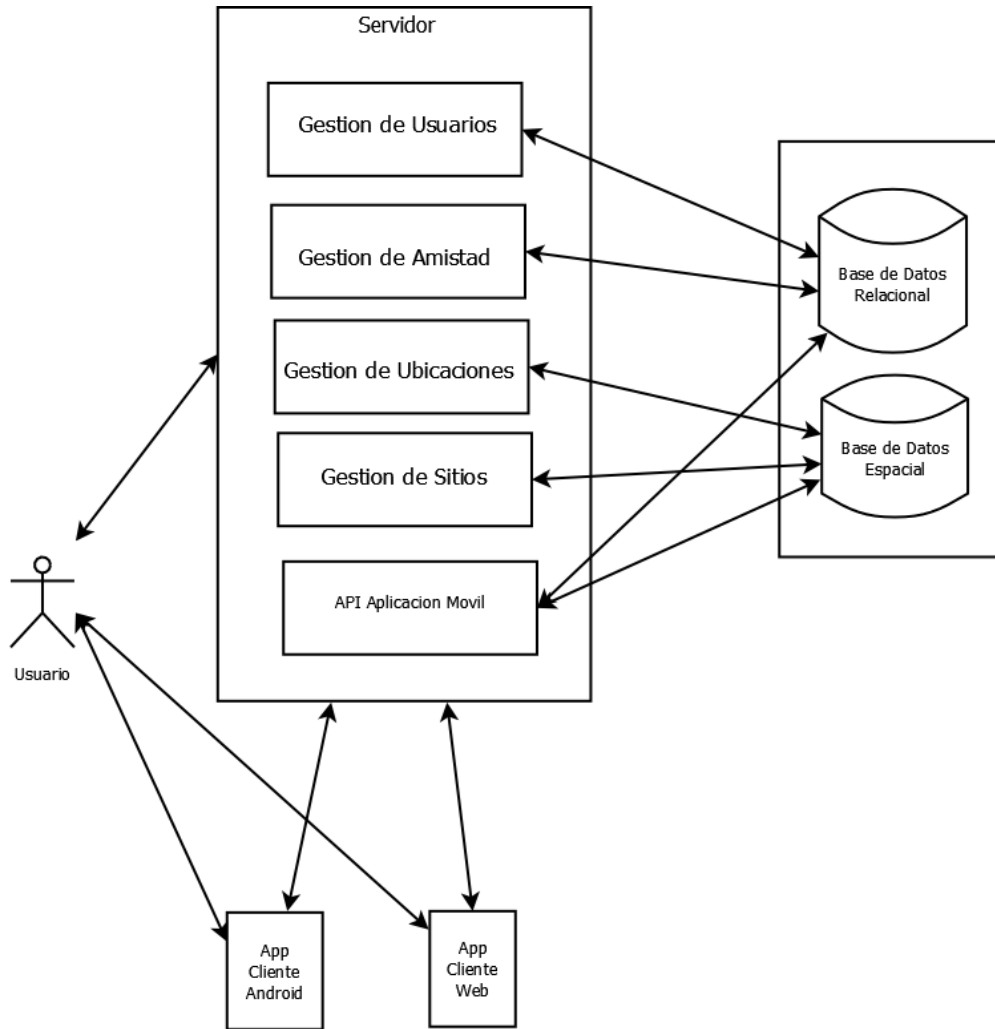 Servidor
Gestion de Usuarios
Gestion de Amistad
Gestion de Ubicaciones
Gestion de Sitios
API Aplicacion Movil
Base de Datos
Relacional
Base de Datos
Espacial
Usuario
App
Cliente
Android
App
Cliente
Web